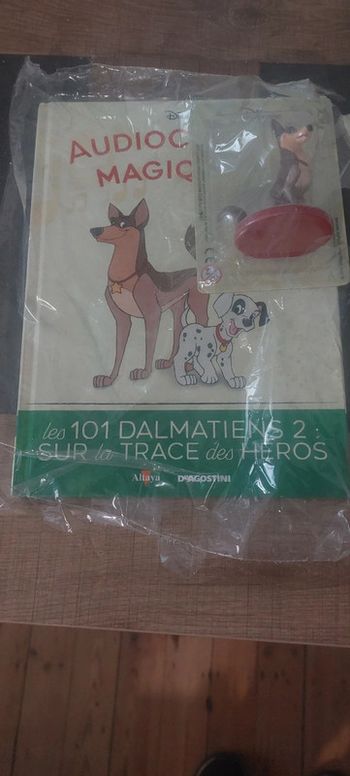 AUDIOC
MAGIQ
les 101 DALMATIENS 2 :
SUR la TRACE des HÉROS
Altaya DeAGOSTINI